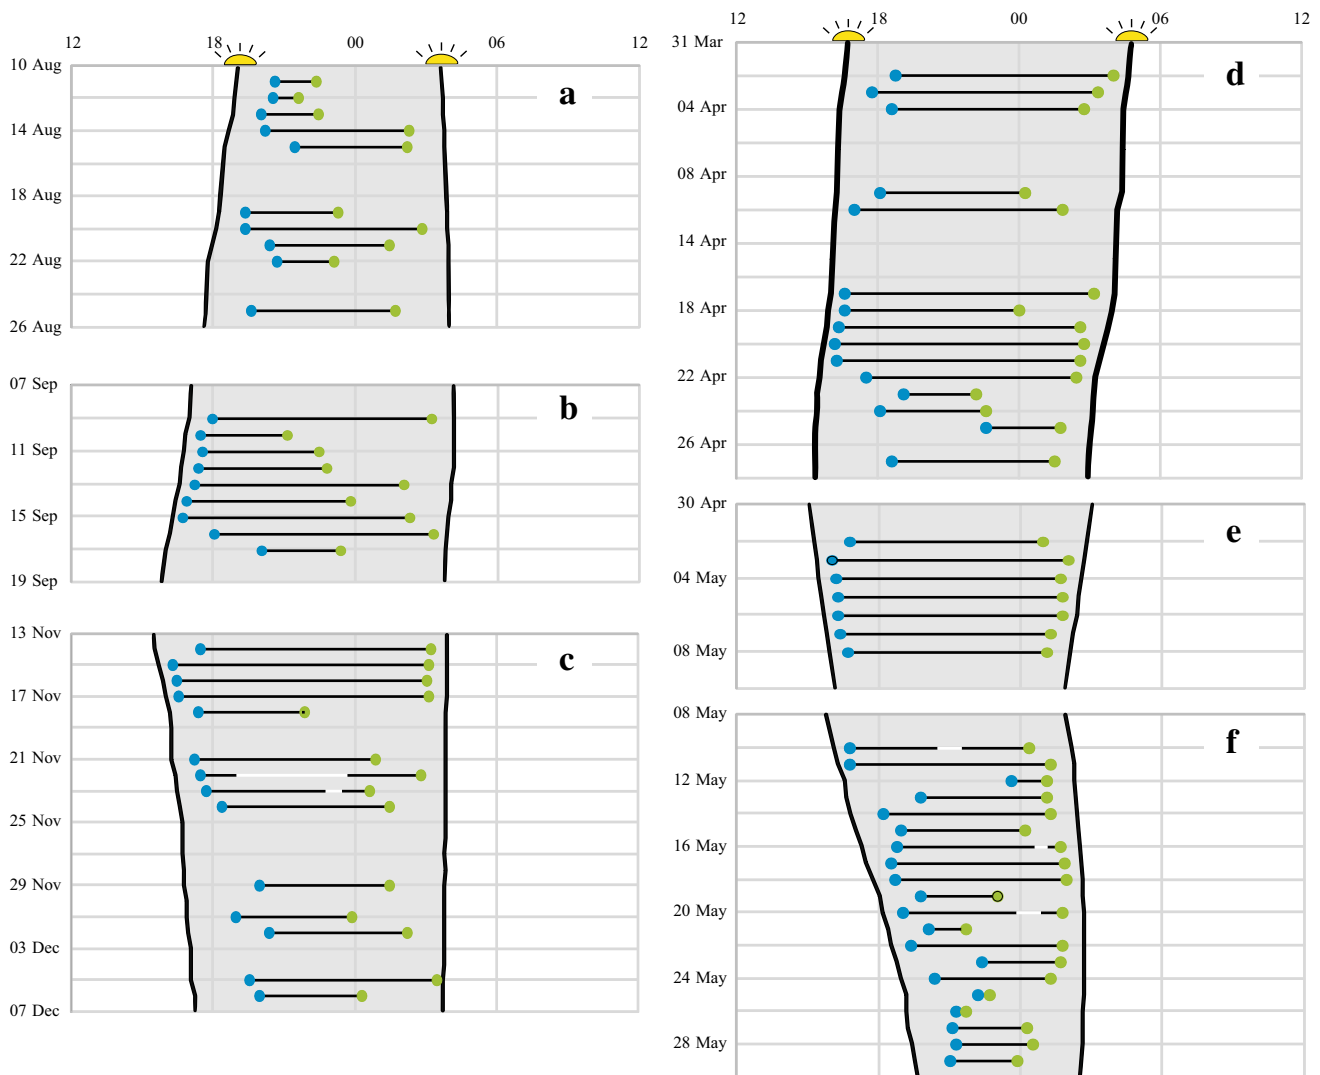 12 18 00 06 12
10 Aug
a
14 Aug
18 Aug
22 Aug
26 Aug
07 Sep
b
11 Sep
15 Sep
19 Sep
13 Nov
c
17 Nov
21 Nov
25 Nov
29 Nov
03 Dec
07 Dec
12 18 00 06 12
31 Mar
d
04 Apr
08 Apr
14 Apr
18 Apr
22 Apr
26 Apr
30 Apr
e
04 May
08 May
08 May
f
12 May
16 May
20 May
24 May
28 May